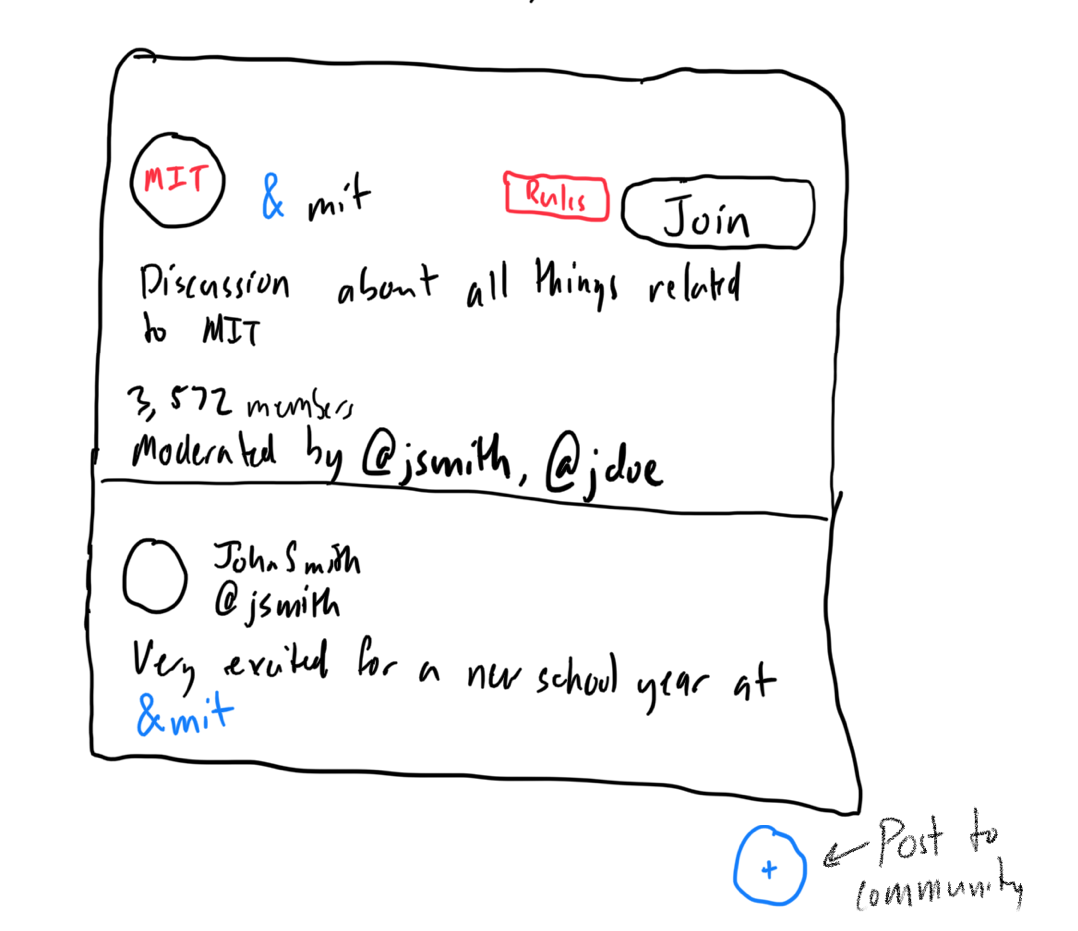 MIT
& mit
Rules
Join
Discussion about all things related
to MIT
3,572 members
Moderated by @jsmith, @jdoe
John Smith
@jsmith
Very excited for a new school year at
&mit
+
Post to
community